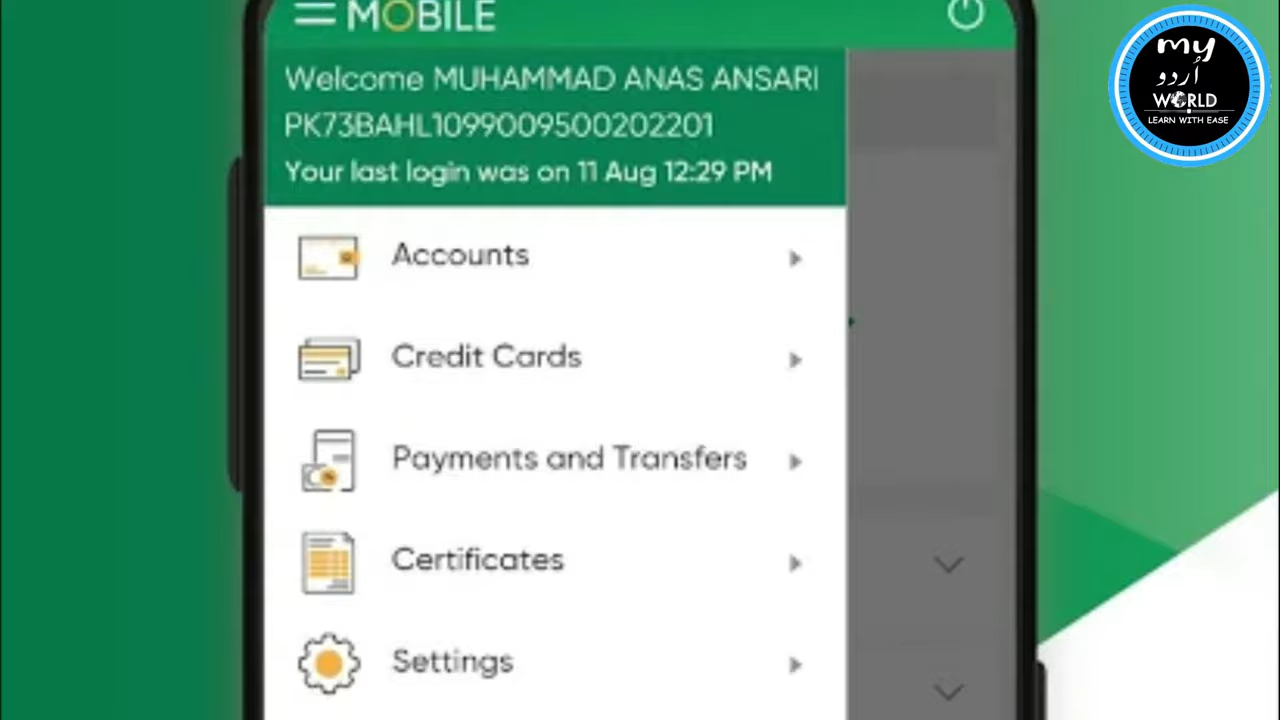 MOBILE
Welcome MUHAMMAD ANAS ANSARI
PK73BAHL1099009500202201
Your last login was on 11 Aug 12:29 PM
Accounts
Credit Cards
Payments and Transfers
Certificates
Settings
my
اُردُو
WORLD
LEARN WITH EASE